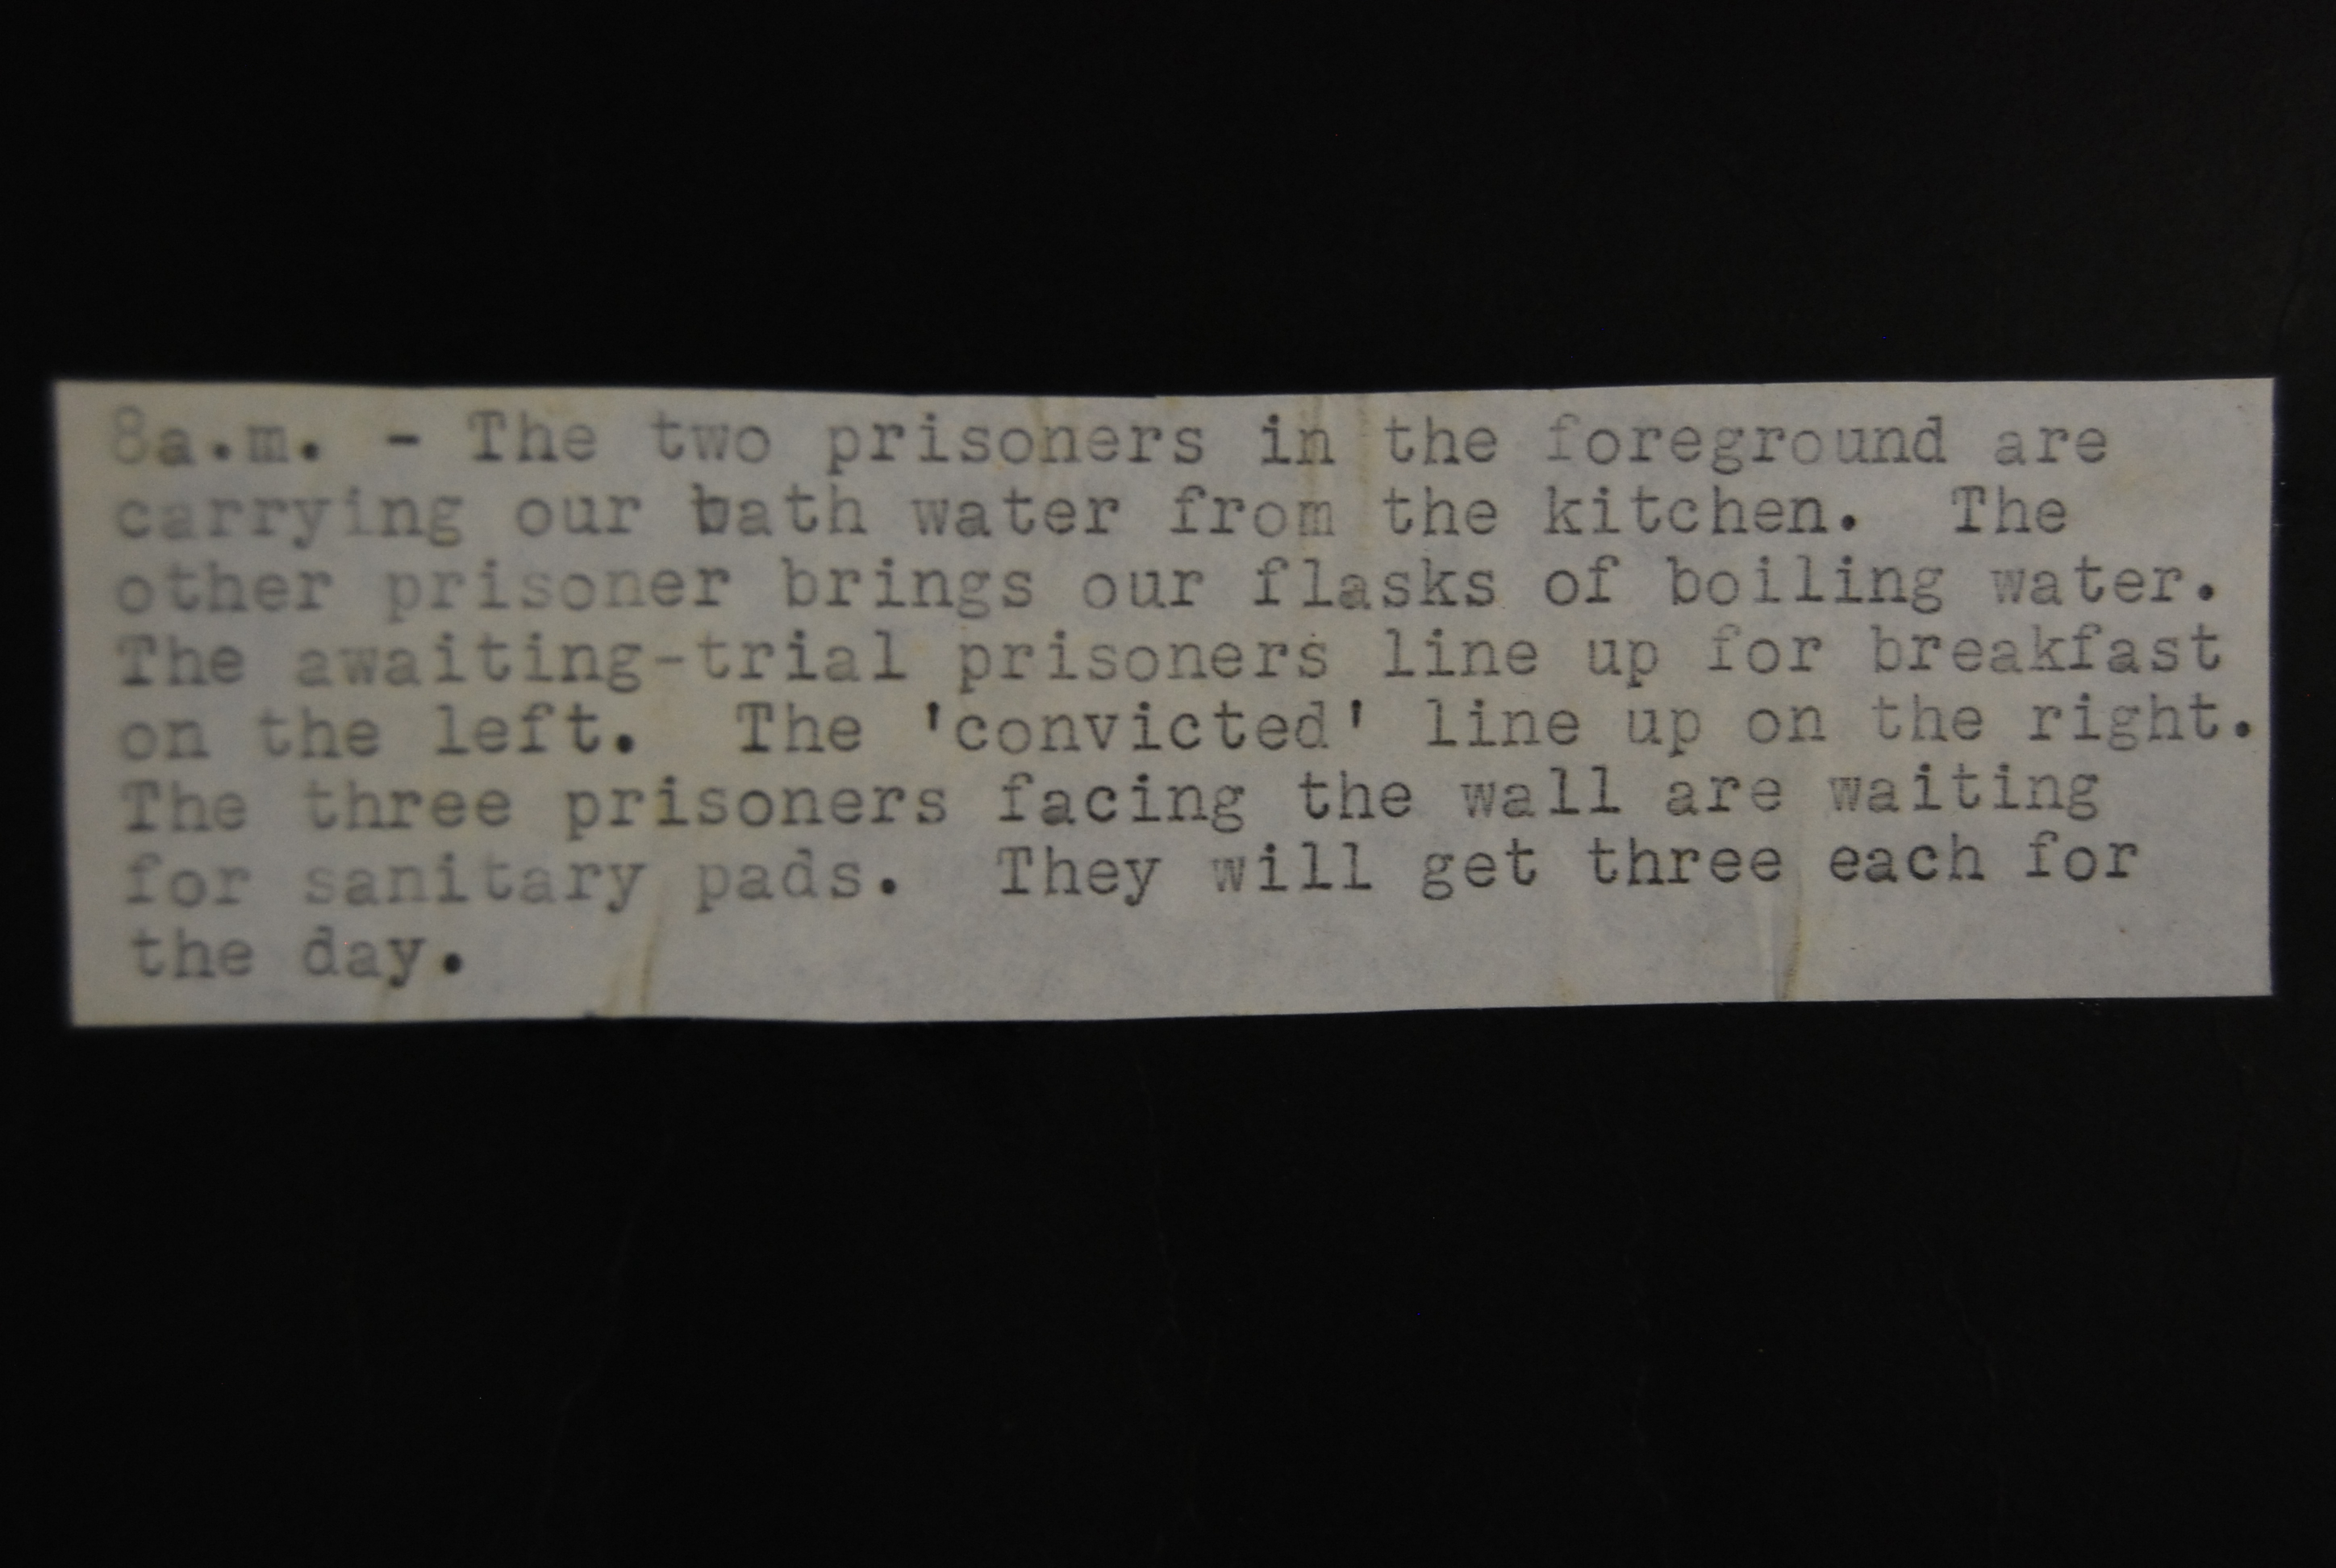 8a.m. - The two prisoners in the foreground are
carrying our bath water from the kitchen.  The
other prisoner brings our flasks of boiling water.
The awaiting-trial prisoners line up for breakfast
on the left.  The 'convicted' line up on the right.
The three prisoners facing the wall are waiting
for sanitary pads.  They will get three each for
the day.